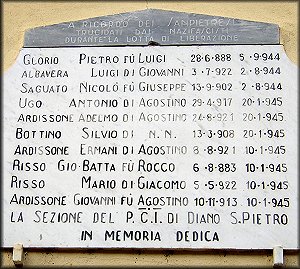 A RICORDO DEI SANPIETRESI
TRUCIDATI DAI NAZIFASCISTI
DURANTE LA LOTTA DI LIBERAZIONE
GLORIO PIETRO FÙ LUIGI 28·6·888 5·9·944
ALBAVERA LUIGI DI GIOVANNI 3·7·922 2·8·944
SAGUATO NICOLÓ FÙ GIUSEPPE 13·9·902 2·8·944
UGO ANTONIO DI AGOSTINO 29·4·917 20·1·945
ARDISSONE ADELMO DI AGOSTINO 24·8·921 20·1·945
BOTTINO SILVIO DI N. N. 13·3·908 20·1·945
ARDISSONE ERMANI DI AGOSTINO 8·8·921 10·1·945
RISSO GIO·BATTA FÙ ROCCO 6·8·883 10·1·945
RISSO MARIO DI GIACOMO 5·5·922 10·1·945
ARDISSONE GIOVANNI FÙ AGOSTINO 10·11·913 10·1·945
LA SEZIONE DEL P.C.I. DI DIANO S. PIETRO
IN MEMORIA DEDICA